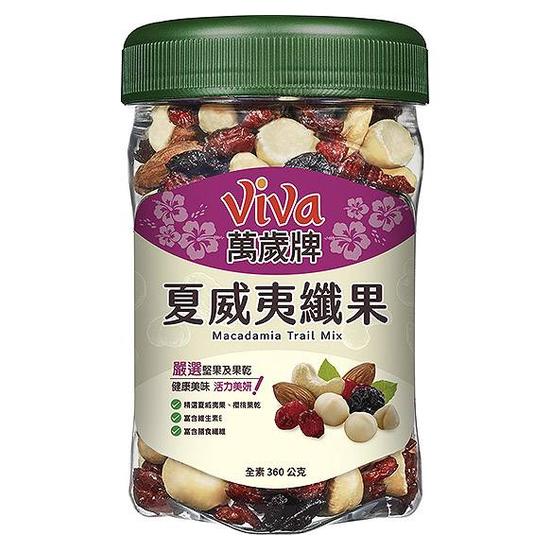 Viva
萬歲牌
夏威夷纖果
Macadamia Trail Mix
嚴選堅果及果乾
健康美味 活力美妍!
精選夏威夷果、櫻桃果乾
富含維生素E
富含膳食纖維
全素 360 公克